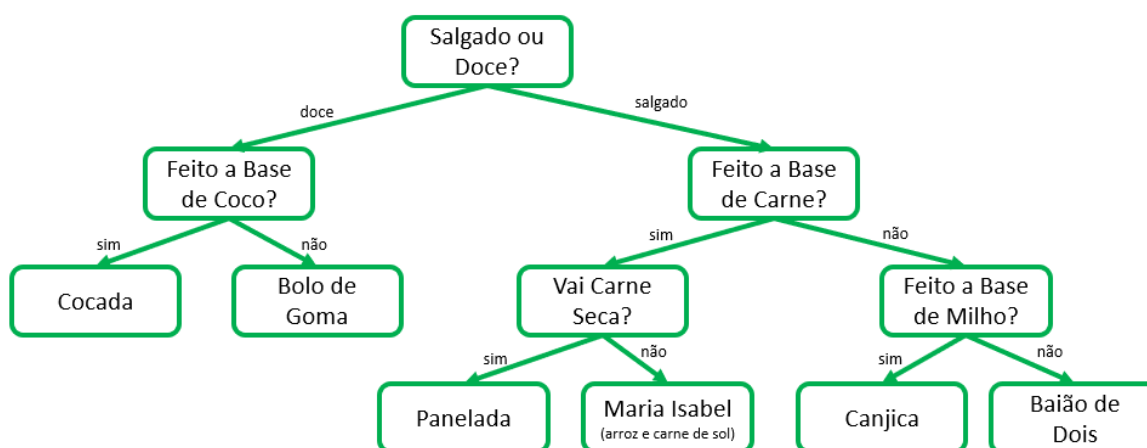 Salgado ou
Doce?
doce
salgado
Feito a Base
de Coco?
Feito a Base
de Carne?
sim
não
sim
não
Cocada
Bolo de
Goma
Vai Carne
Seca?
Feito a Base
de Milho?
sim
não
sim
não
Panelada
Maria Isabel
(arroz e carne de sol)
Canjica
Baião de
Dois